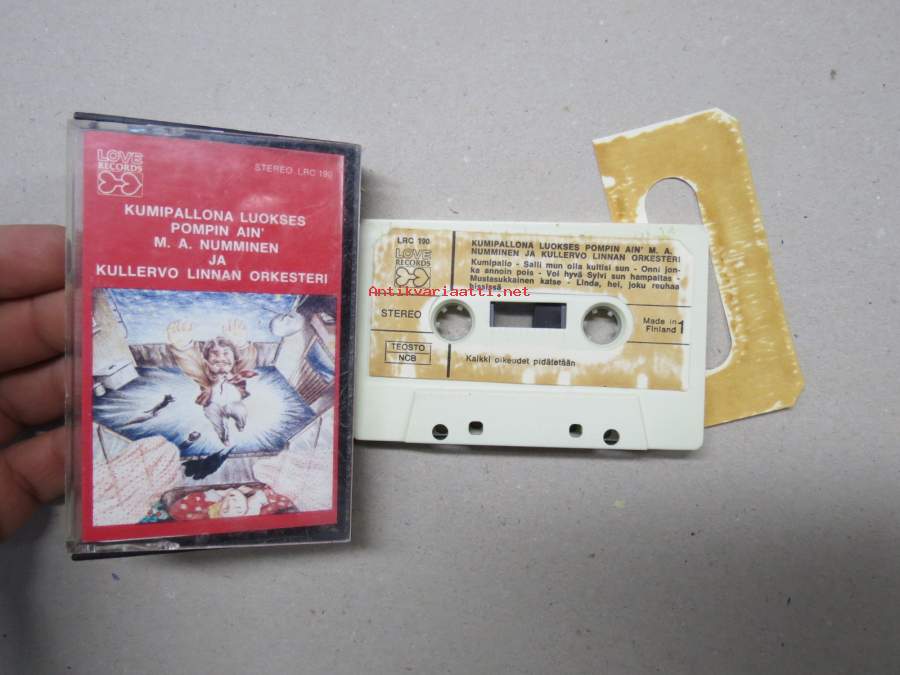 LOVE
RECORDS
STEREO LRC 190
KUMIPALLONA LUOKSES
POMPIN AIN'
M. A. NUMMINEN
JA
KULLERVO LINNAN ORKESTERI
LRC 190
LOVE
RECORDS
STEREO
TEOSTO
NCB
KUMIPALLONA LUOKSES POMPIN AIN' M. A.
NUMMINEN JA KULLERVO LINNAN ORKESTERI
Kumipallo - Salli mun olla kultisi sun - Onni jon-
ka annoin pois - Voi hyvä Sylvi sun hampaitas -
Mustasukkainen katse - Linda, hei, joku reuhaa
hississä
Made in
Finland 1
Kaikki oikeudet pidätetään
Antikvariaatti.net